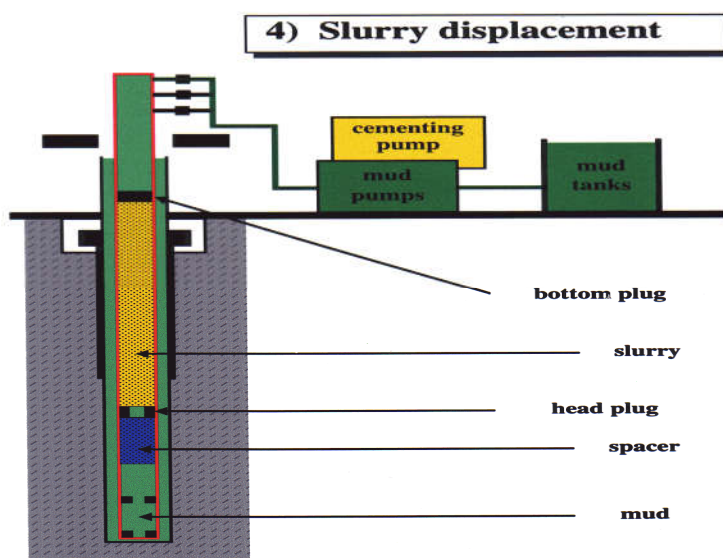 4) Slurry displacement
cementing
pump
mud
pumps
mud
tanks
bottom plug
slurry
head plug
spacer
mud